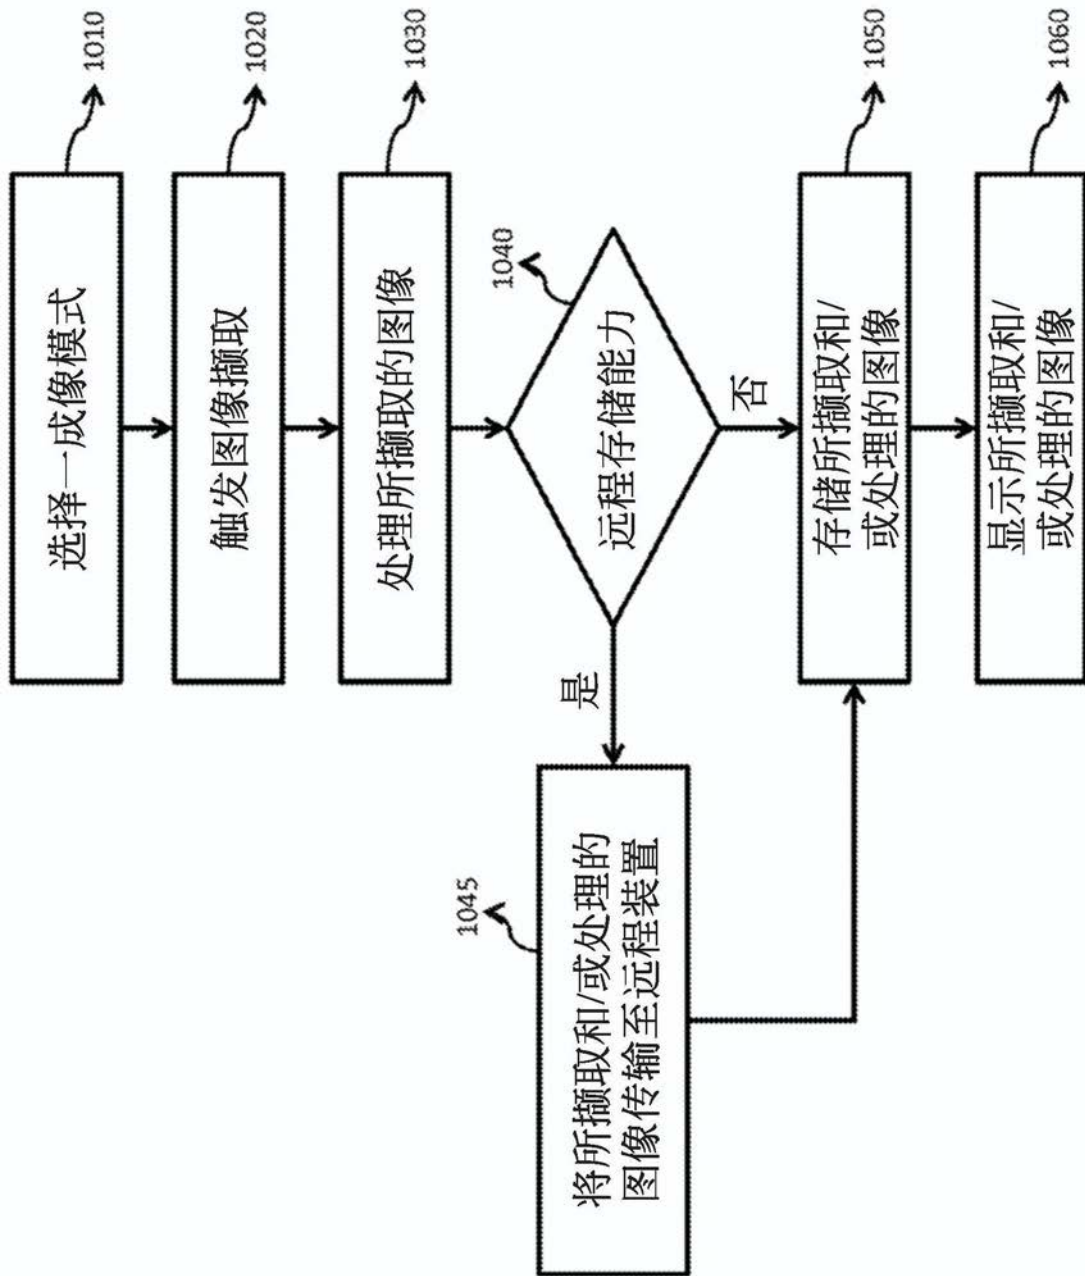 选择一成像模式
1010
触发图像撷取
1020
处理所撷取的图像
1030
远程存储能力
1040
是
否
将所撷取和/或处理的
图像传输至远程装置
1045
存储所撷取和/
或处理的图像
1050
显示所撷取和/
或处理的图像
1060